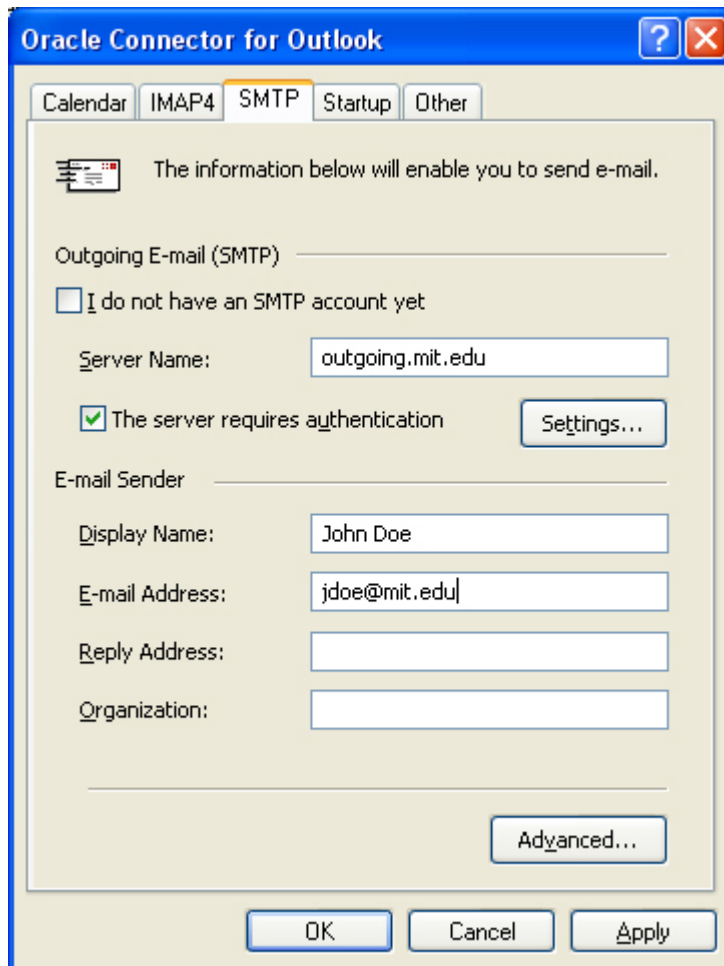 Oracle Connector for Outlook
Calendar IMAP4 SMTP Startup Other
The information below will enable you to send e-mail.
Outgoing E-mail (SMTP)
I do not have an SMTP account yet
Server Name: outgoing.mit.edu
The server requires authentication Settings...
E-mail Sender
Display Name: John Doe
E-mail Address: jdoe@mit.edu
Reply Address:
Organization:
Advanced...
OK Cancel Apply